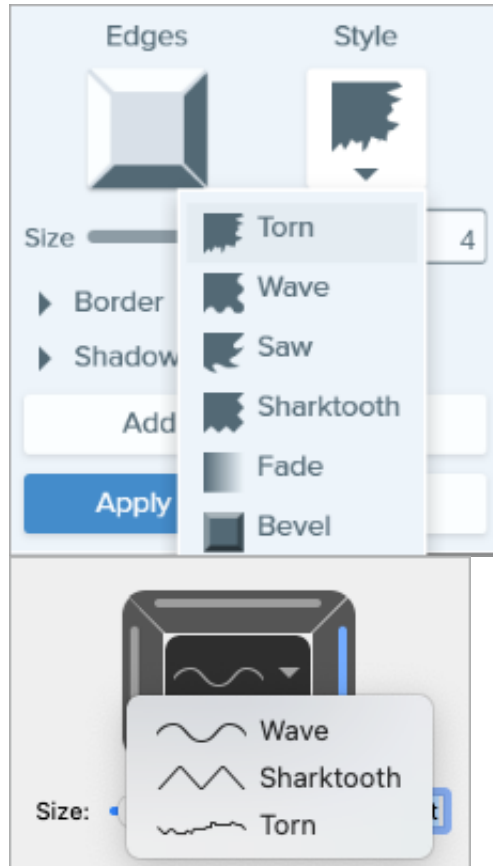 Edges Style
Size 4
Torn
Wave
Border
Saw
Shadow
Sharktooth
Add
Fade
Apply
Bevel
Wave
Sharktooth
Size: t
Torn